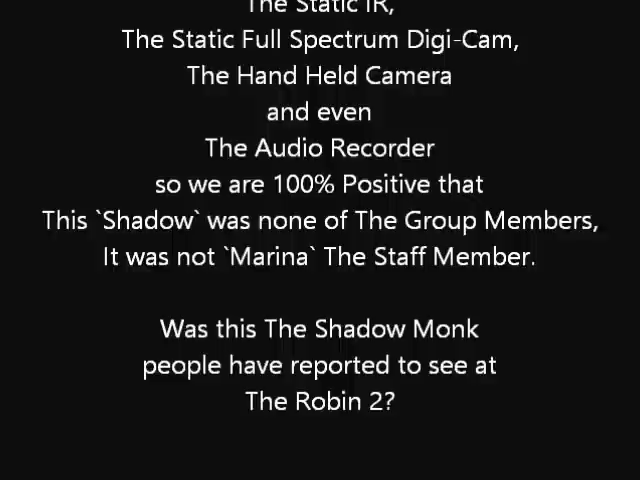 The Static IR,
The Static Full Spectrum Digi-Cam,
The Hand Held Camera
and even
The Audio Recorder
so we are 100% Positive that
This `Shadow` was none of The Group Members,
It was not `Marina` The Staff Member.
Was this The Shadow Monk
people have reported to see at
The Robin 2?